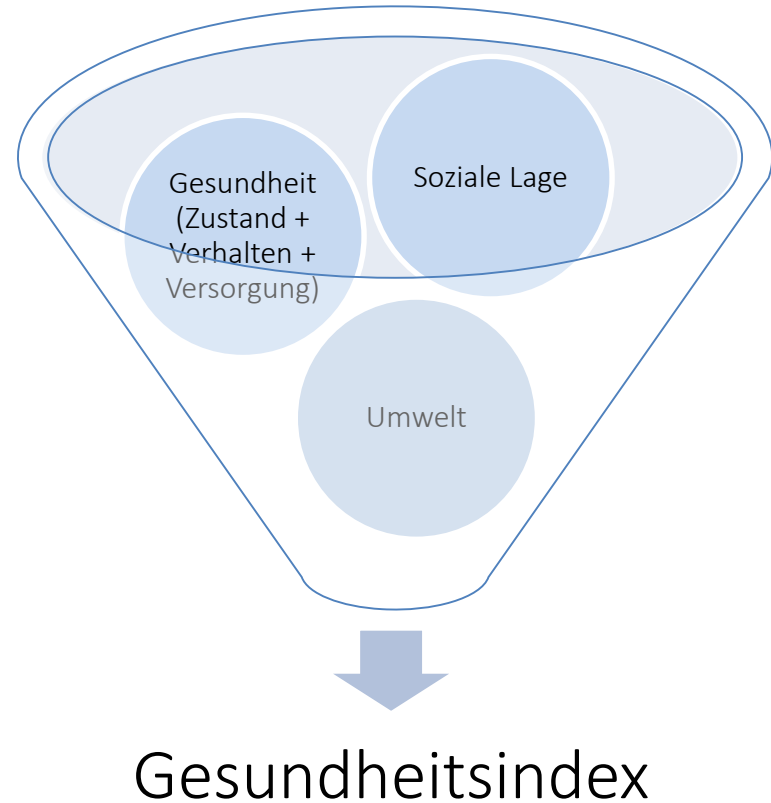 Gesundheit
(Zustand +
Verhalten +
Versorgung)
Soziale Lage
Umwelt
Gesundheitsindex